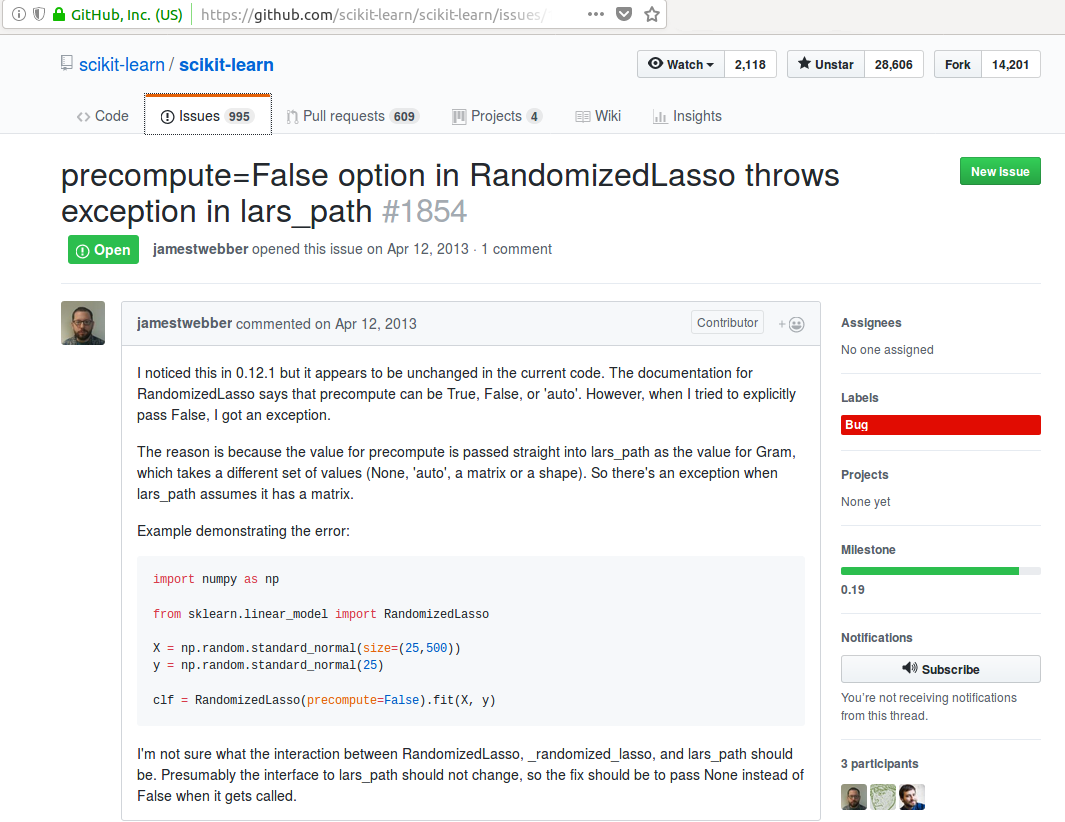 GitHub, Inc. (US) https://github.com/scikit-learn/scikit-learn/issues/
scikit-learn / scikit-learn
Watch 2,118 Unstar 28,606 Fork 14,201
Code Issues 995 Pull requests 609 Projects 4 Wiki Insights
precompute=False option in RandomizedLasso throws
exception in lars_path #1854
New issue
Open jamestwebber opened this issue on Apr 12, 2013 · 1 comment
jamestwebber commented on Apr 12, 2013 Contributor +
I noticed this in 0.12.1 but it appears to be unchanged in the current code. The documentation for
RandomizedLasso says that precompute can be True, False, or 'auto'. However, when I tried to explicitly
pass False, I got an exception.
The reason is because the value for precompute is passed straight into lars_path as the value for Gram,
which takes a different set of values (None, 'auto', a matrix or a shape). So there's an exception when
lars_path assumes it has a matrix.
Example demonstrating the error:
import numpy as np
from sklearn.linear_model import RandomizedLasso
X = np.random.standard_normal(size=(25,500))
y = np.random.standard_normal(25)
clf = RandomizedLasso(precompute=False).fit(X, y)
I'm not sure what the interaction between RandomizedLasso, _randomized_lasso, and lars_path should
be. Presumably the interface to lars_path should not change, so the fix should be to pass None instead of
False when it gets called.
Assignees
No one assigned
Labels
Bug
Projects
None yet
Milestone
0.19
Notifications
Subscribe
You're not receiving notifications
from this thread.
3 participants